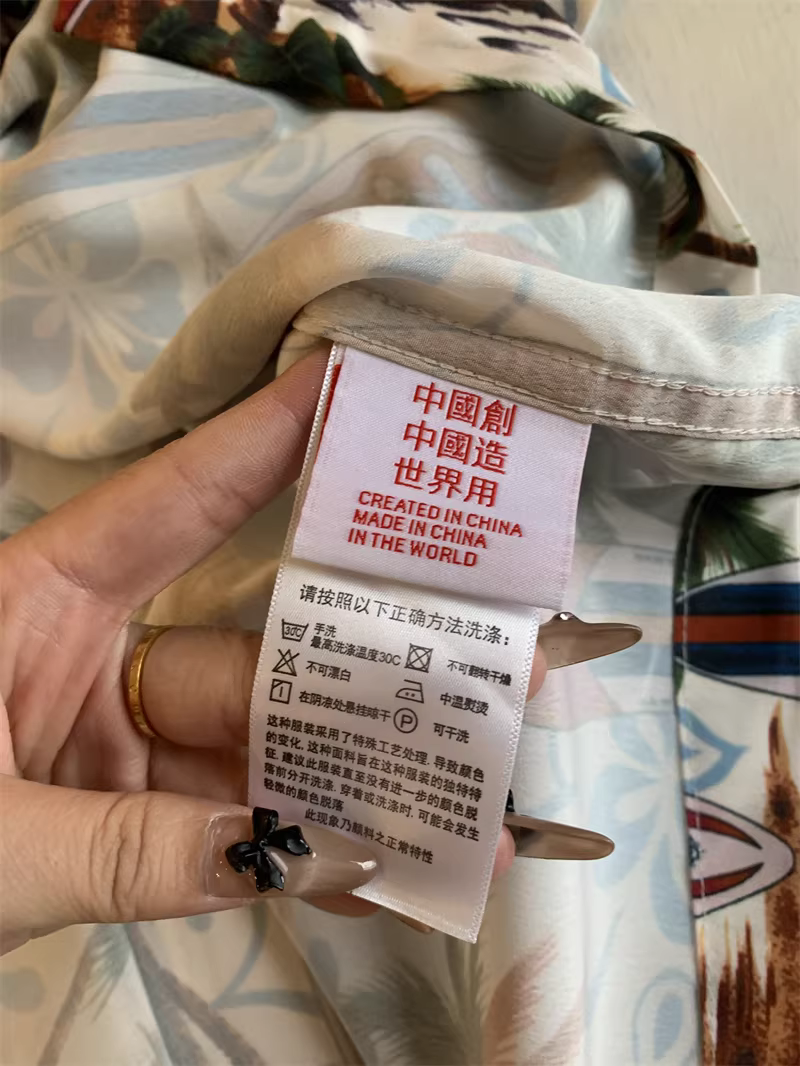 中國創
中國造
世界用
CREATED IN CHINA
MADE IN CHINA
IN THE WORLD
请按照以下正确方法洗涤：
30C 手洗
最高洗涤温度30C 不可翻转干燥
不可漂白 中温熨烫
在阴凉处悬挂晾干 P 可干洗
这种服装采用了特殊工艺处理. 导致颜色
的变化. 这种面料旨在这种服装的独特特
征. 建议此服装直至没有进一步的颜色脱
落前分开洗涤. 穿着或洗涤时. 可能会发生
轻微的颜色脱落
此现象乃颜料之正常特性